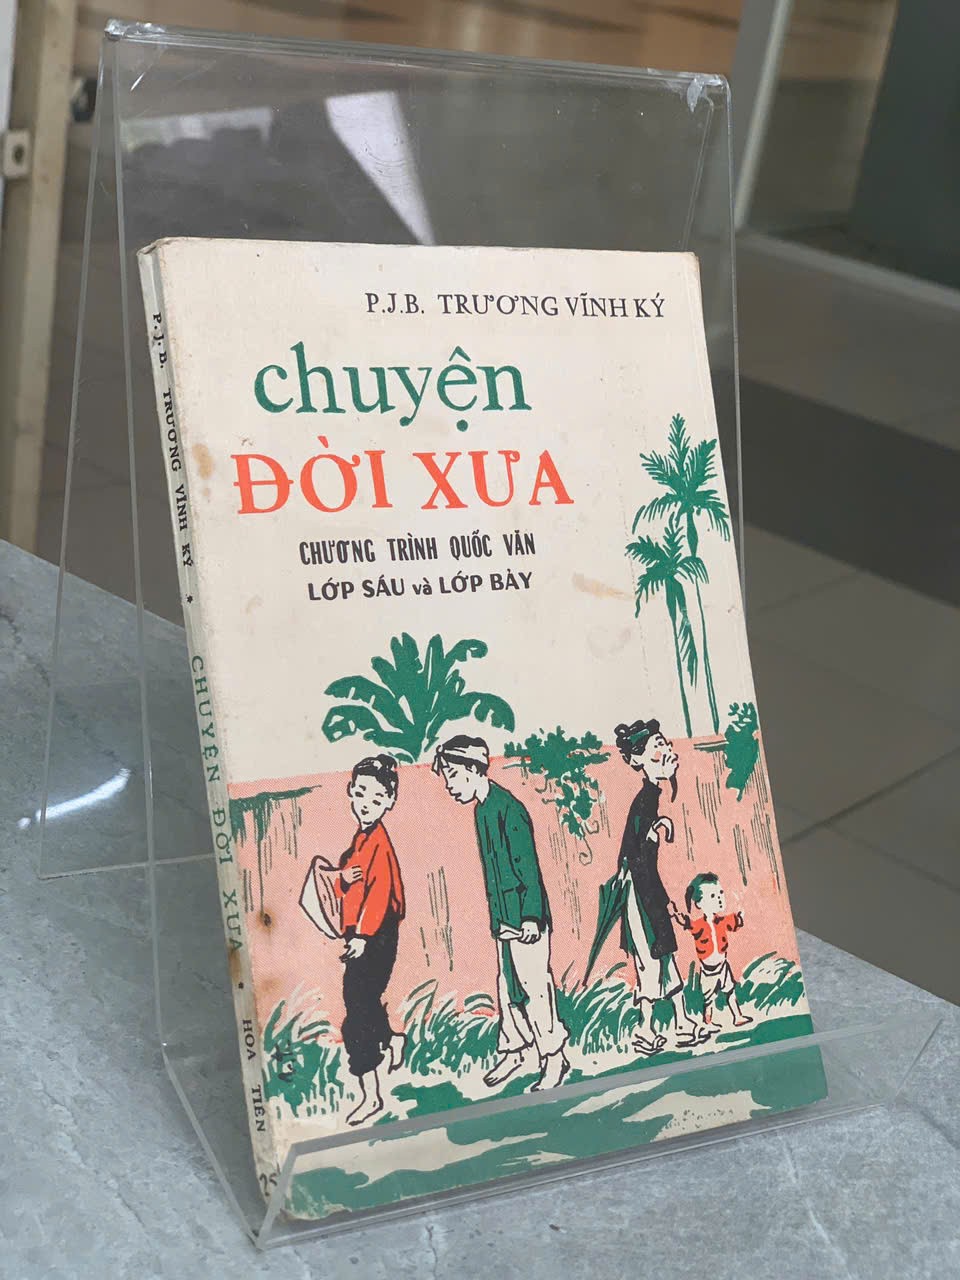 P.J.B. TRƯƠNG VĨNH KÝ
chuyện
ĐỜI XƯA
CHƯƠNG TRÌNH QUỐC VĂN
LỚP SÁU và LỚP BẢY
P.J.B. TRƯƠNG VĨNH KÝ * CHUYỆN ĐỜI XƯA * HOA TIÊN
25